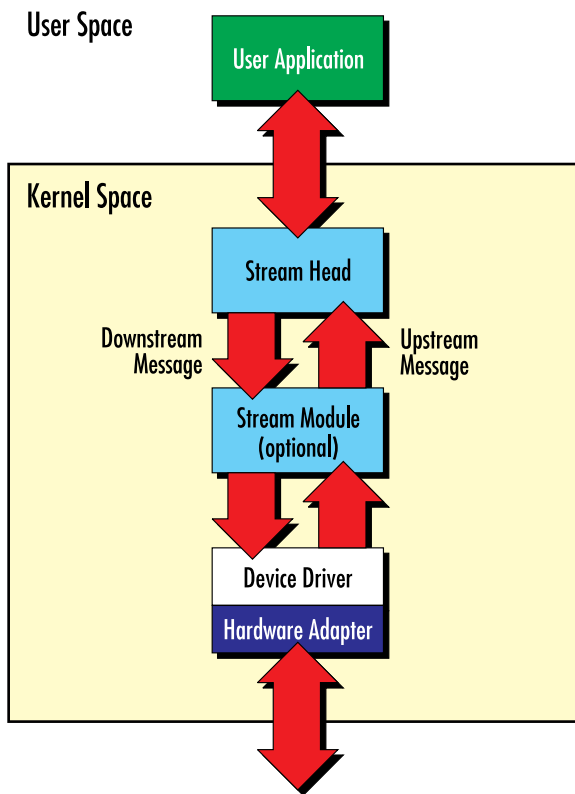 User Space
User Application
Kernel Space
Stream Head
Downstream
Message
Upstream
Message
Stream Module
(optional)
Device Driver
Hardware Adapter